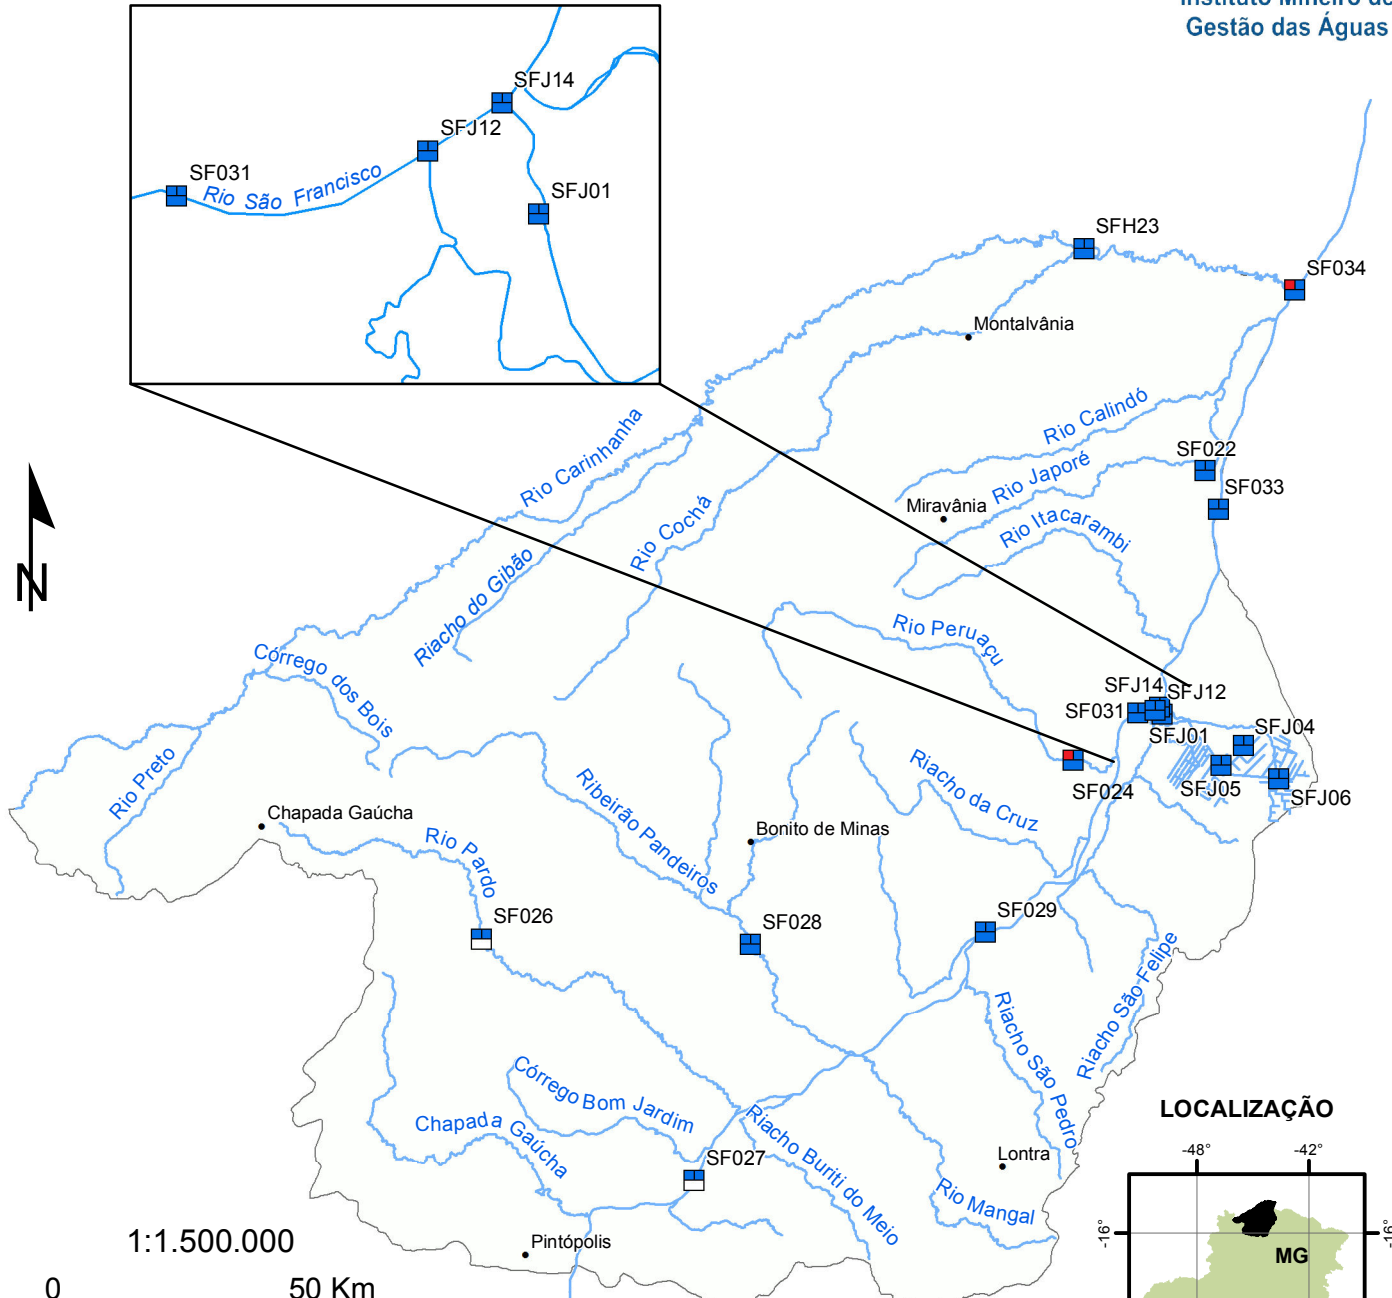 Instituto Mineiro de
Gestão das Águas
SFJ14
SFJ12
SF031
Rio São Francisco
SFJ01
SFH23
SF034
Montalvânia
Rio Calindó
Rio Carinhanha
SF022
Rio Japoré
SF033
Miravânia
Rio Cochá
Rio Itacarambi
N
Riacho do Gibão
Rio Peruaçu
Córrego dos Bois
SFJ14
SFJ12
SF031
SFJ01
SFJ04
Rio Preto
SF024
SFJ05
SFJ06
Riacho da Cruz
Ribeirão Pandeiros
Chapada Gaúcha
Bonito de Minas
Rio Pardo
SF026
SF028
SF029
Riacho São Felipe
Riacho São Pedro
Córrego Bom Jardim
Chapada Gaúcha
Riacho Buriti do Meio
SF027
Lontra
Rio Mangal
Pintópolis
LOCALIZAÇÃO
-48°
-42°
-16°
-16°
MG
1:1.500.000
0
50 Km